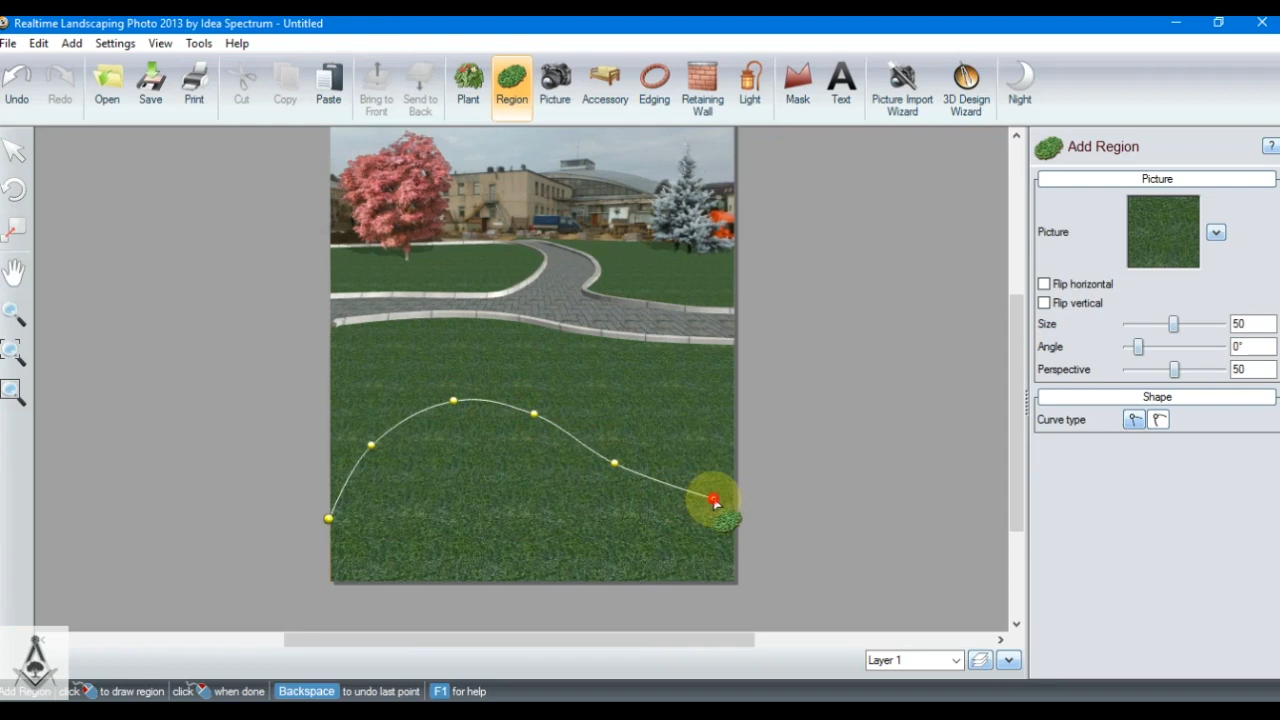 Realtime Landscaping Photo 2013 by Idea Spectrum - Untitled
File Edit Add Settings View Tools Help
Undo Redo Open Save Print Cut Copy Paste Bring to Front Send to Back Plant Region Picture Accessory Edging Retaining Wall Light Mask Text Picture Import Wizard 3D Design Wizard Night
Add Region ?
Picture
Picture
Flip horizontal
Flip vertical
Size 50
Angle 0°
Perspective 50
Shape
Curve type
Layer 1
Add Region click to draw region click when done Backspace to undo last point F1 for help